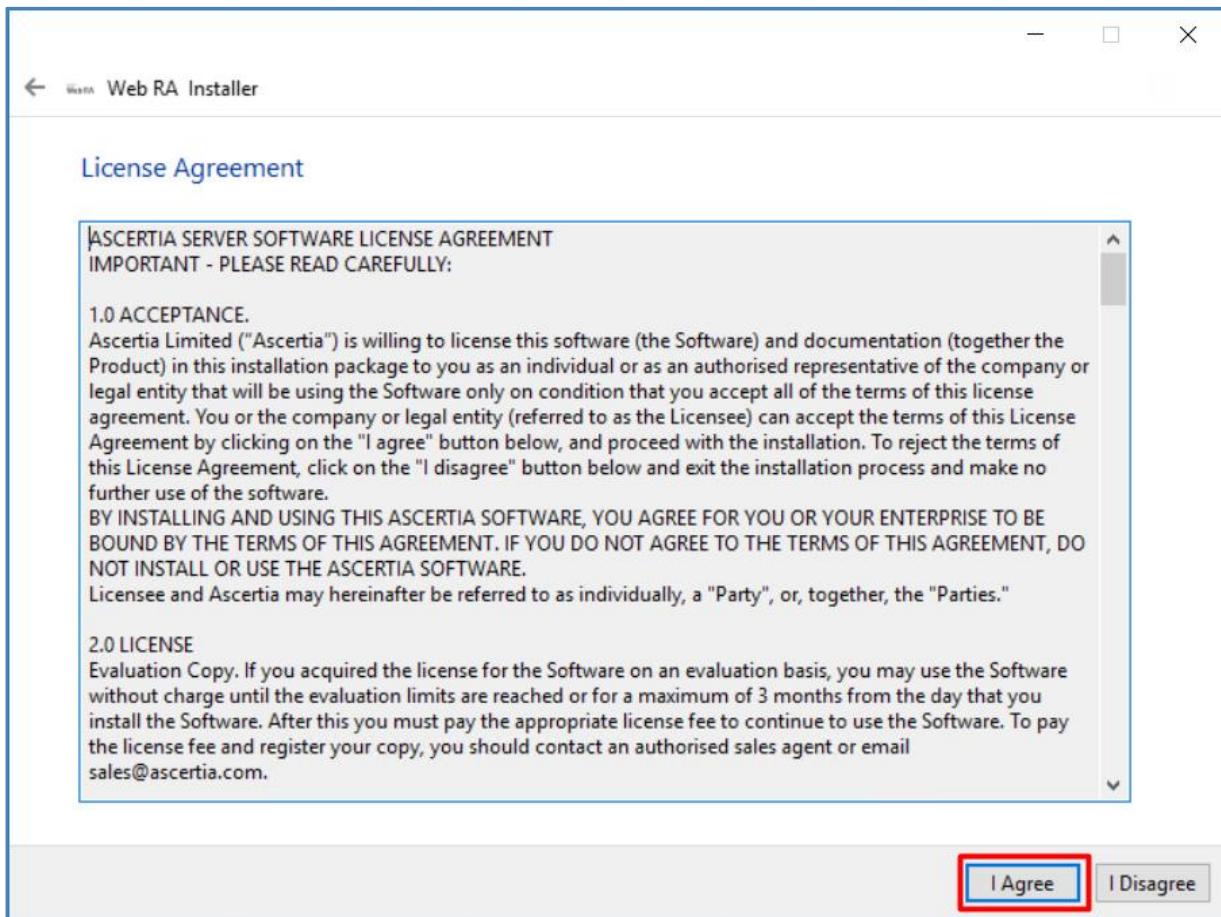 Web RA Installer
License Agreement
ASCERTIA SERVER SOFTWARE LICENSE AGREEMENT
IMPORTANT - PLEASE READ CAREFULLY:
1.0 ACCEPTANCE.
Ascertia Limited ("Ascertia") is willing to license this software (the Software) and documentation (together the
Product) in this installation package to you as an individual or as an authorised representative of the company or
legal entity that will be using the Software only on condition that you accept all of the terms of this license
agreement. You or the company or legal entity (referred to as the Licensee) can accept the terms of this License
Agreement by clicking on the "I agree" button below, and proceed with the installation. To reject the terms of
this License Agreement, click on the "I disagree" button below and exit the installation process and make no
further use of the software.
BY INSTALLING AND USING THIS ASCERTIA SOFTWARE, YOU AGREE FOR YOU OR YOUR ENTERPRISE TO BE
BOUND BY THE TERMS OF THIS AGREEMENT. IF YOU DO NOT AGREE TO THE TERMS OF THIS AGREEMENT, DO
NOT INSTALL OR USE THE ASCERTIA SOFTWARE.
Licensee and Ascertia may hereinafter be referred to as individually, a "Party", or, together, the "Parties."
2.0 LICENSE
Evaluation Copy. If you acquired the license for the Software on an evaluation basis, you may use the Software
without charge until the evaluation limits are reached or for a maximum of 3 months from the day that you
install the Software. After this you must pay the appropriate license fee to continue to use the Software. To pay
the license fee and register your copy, you should contact an authorised sales agent or email
sales@ascertia.com.
I Agree
I Disagree